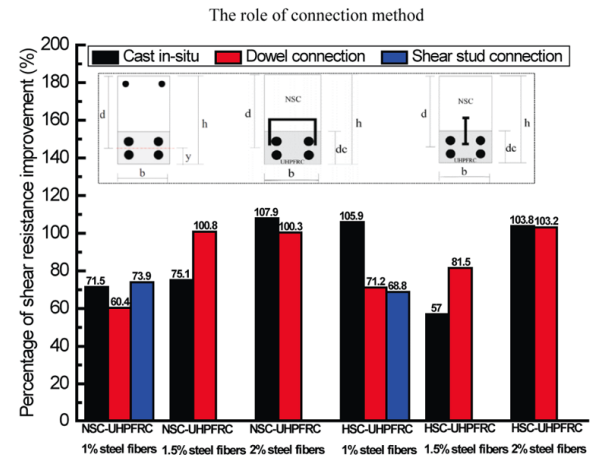 The role of connection method
Percentage of shear resistance improvement (%)
200
180
160
140
120
100
80
60
40
20
0
Cast in-situ Dowel connection Shear stud connection
d h y b
NSC d h dc UHPFRC b
NSC d h dc UHPFRC b
71.5 60.4 73.9
75.1 100.8
107.9 100.3
105.9 71.2 68.8
57 81.5
103.8 103.2
NSC-UHPFRC NSC-UHPFRC NSC-UHPFRC HSC-UHPFRC HSC-UHPFRC HSC-UHPFRC
1% steel fibers 1.5% steel fibers 2% steel fibers 1% steel fibers 1.5% steel fibers 2% steel fibers